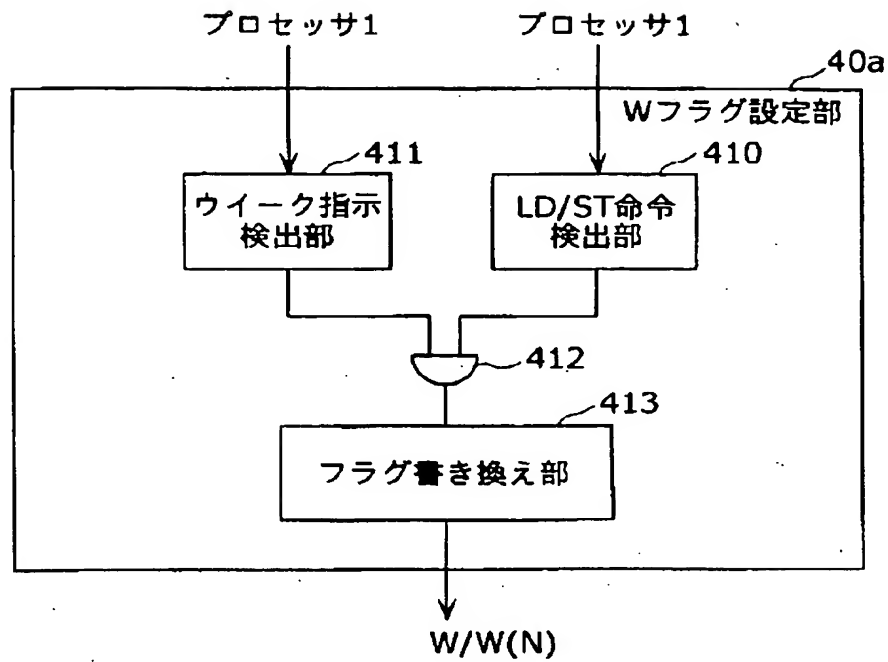 プロセッサ1
プロセッサ1
40a
Wフラグ設定部
411
410
ウイーク指示
検出部
LD/ST命令
検出部
412
413
フラグ書き換え部
W/W(N)